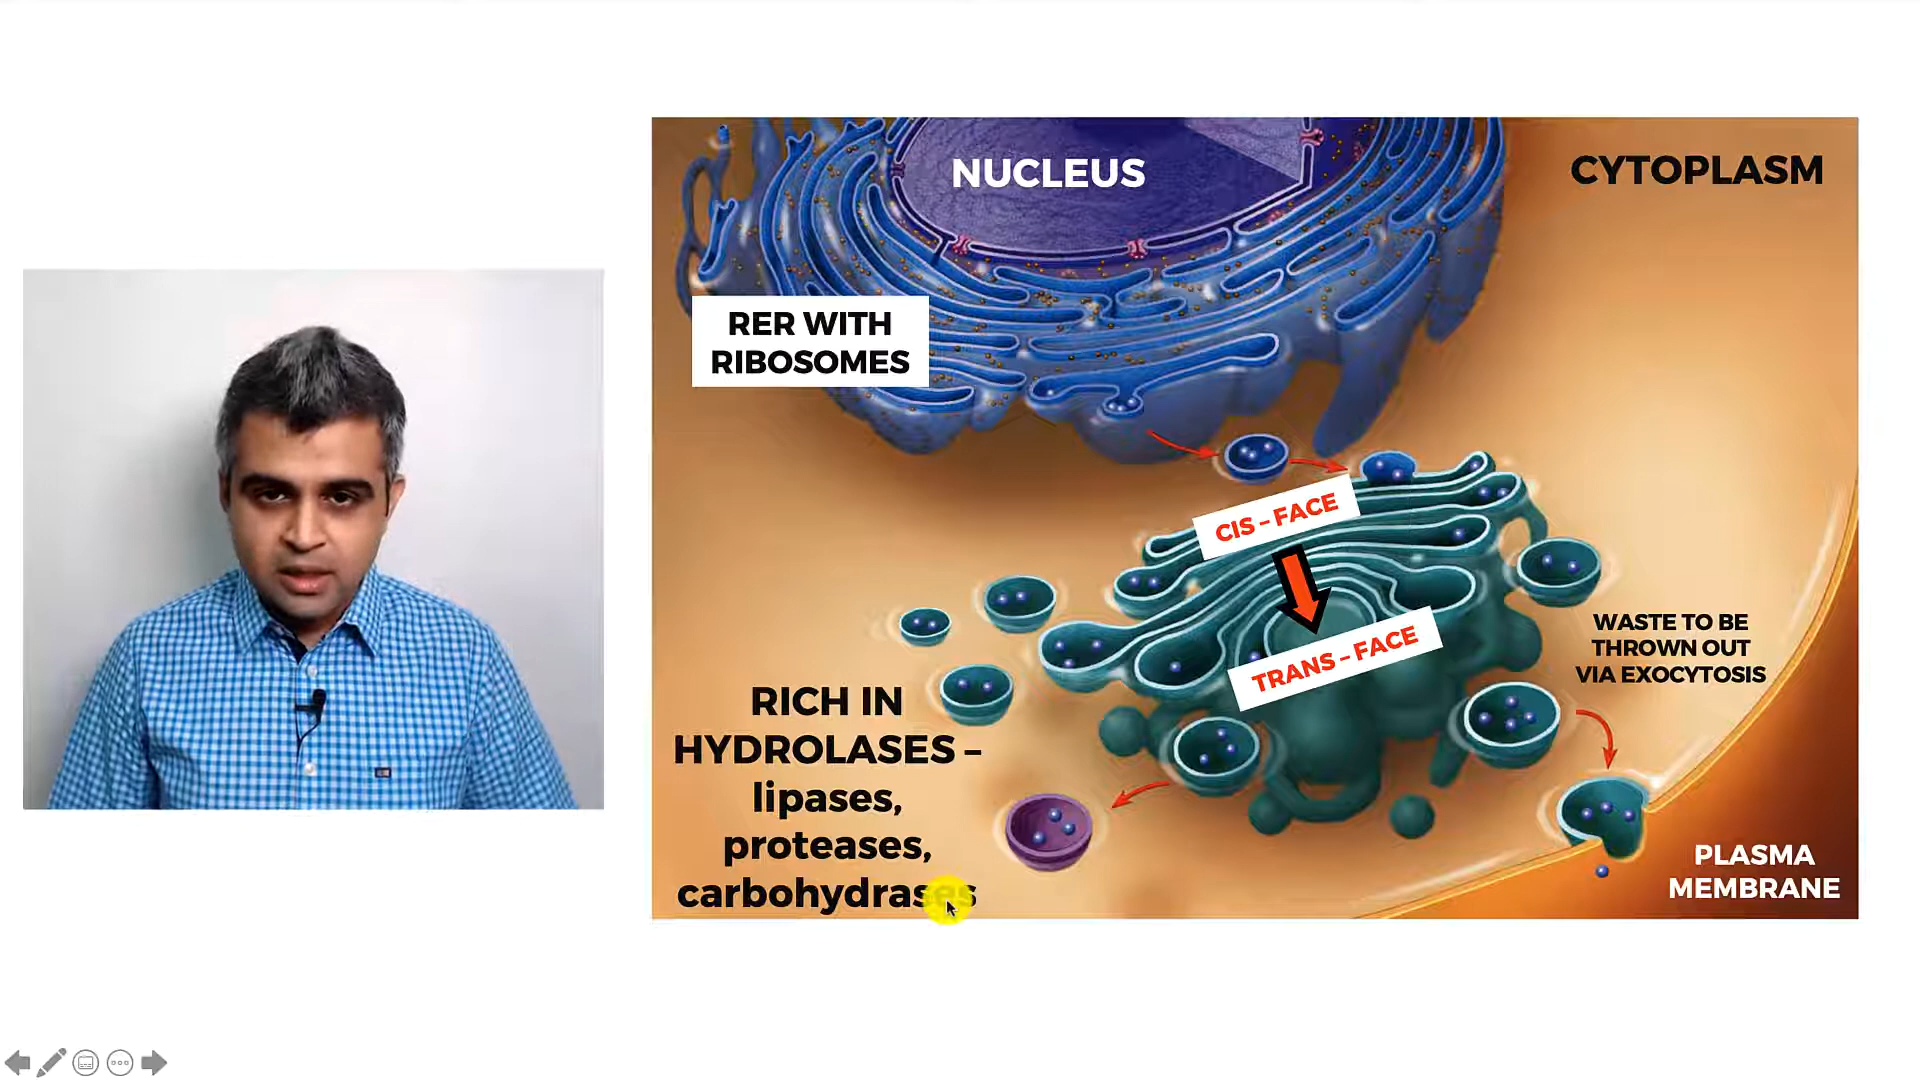 NUCLEUS
CYTOPLASM
RER WITH
RIBOSOMES
CIS – FACE
TRANS – FACE
WASTE TO BE
THROWN OUT
VIA EXOCYTOSIS
RICH IN
HYDROLASES –
lipases,
proteases,
carbohydrases
PLASMA
MEMBRANE